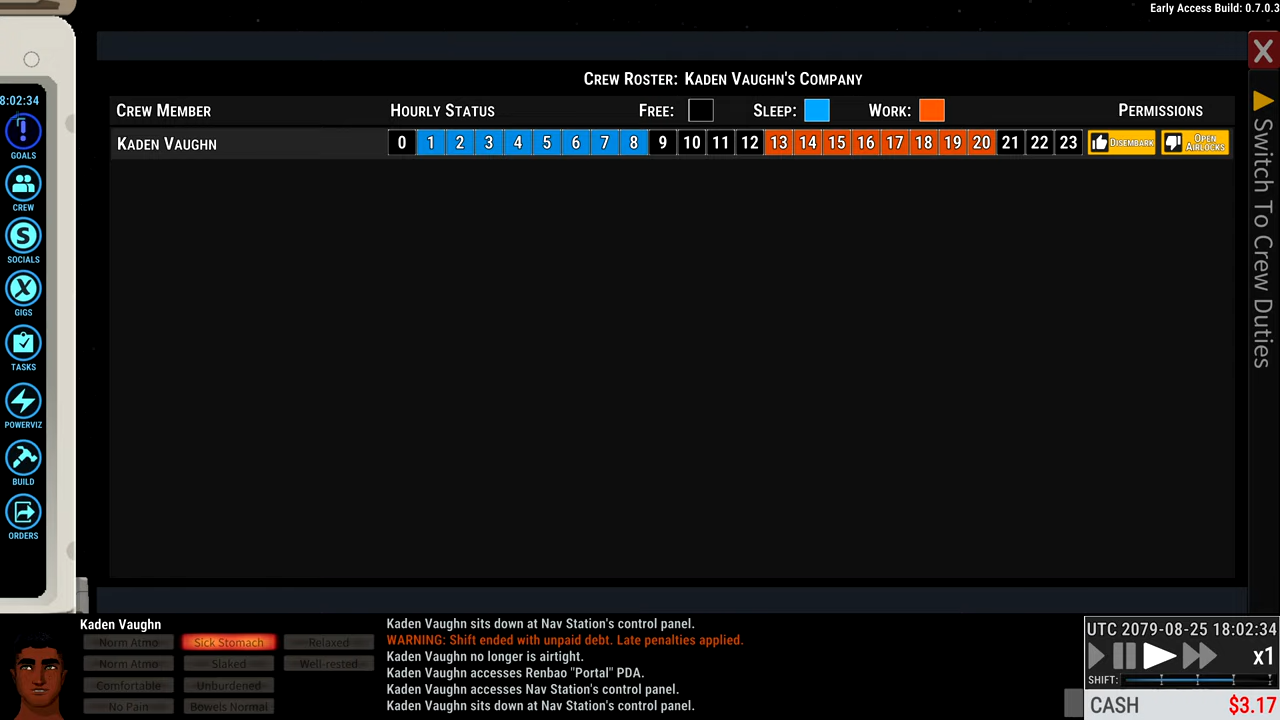 Early Access Build: 0.7.0.3
X
Crew Roster: Kaden Vaughn's Company
Crew Member Hourly Status Free: Sleep: Work: Permissions
Kaden Vaughn 0 1 2 3 4 5 6 7 8 9 10 11 12 13 14 15 16 17 18 19 20 21 22 23 Disembark Open Airlocks
Switch To Crew Duties
8:02:34
GOALS
CREW
SOCIALS
GIGS
TASKS
POWERVIZ
BUILD
ORDERS
Kaden Vaughn
Norm Atmo Sick Stomach Relaxed
Norm Atmo Slaked Well-rested
Comfortable Unburdened
No Pain Bowels Normal
Kaden Vaughn sits down at Nav Station's control panel.
WARNING: Shift ended with unpaid debt. Late penalties applied.
Kaden Vaughn no longer is airtight.
Kaden Vaughn accesses Renbao "Portal" PDA.
Kaden Vaughn accesses Nav Station's control panel.
Kaden Vaughn sits down at Nav Station's control panel.
UTC 2079-08-25 18:02:34
x1
SHIFT:
CASH $3.17